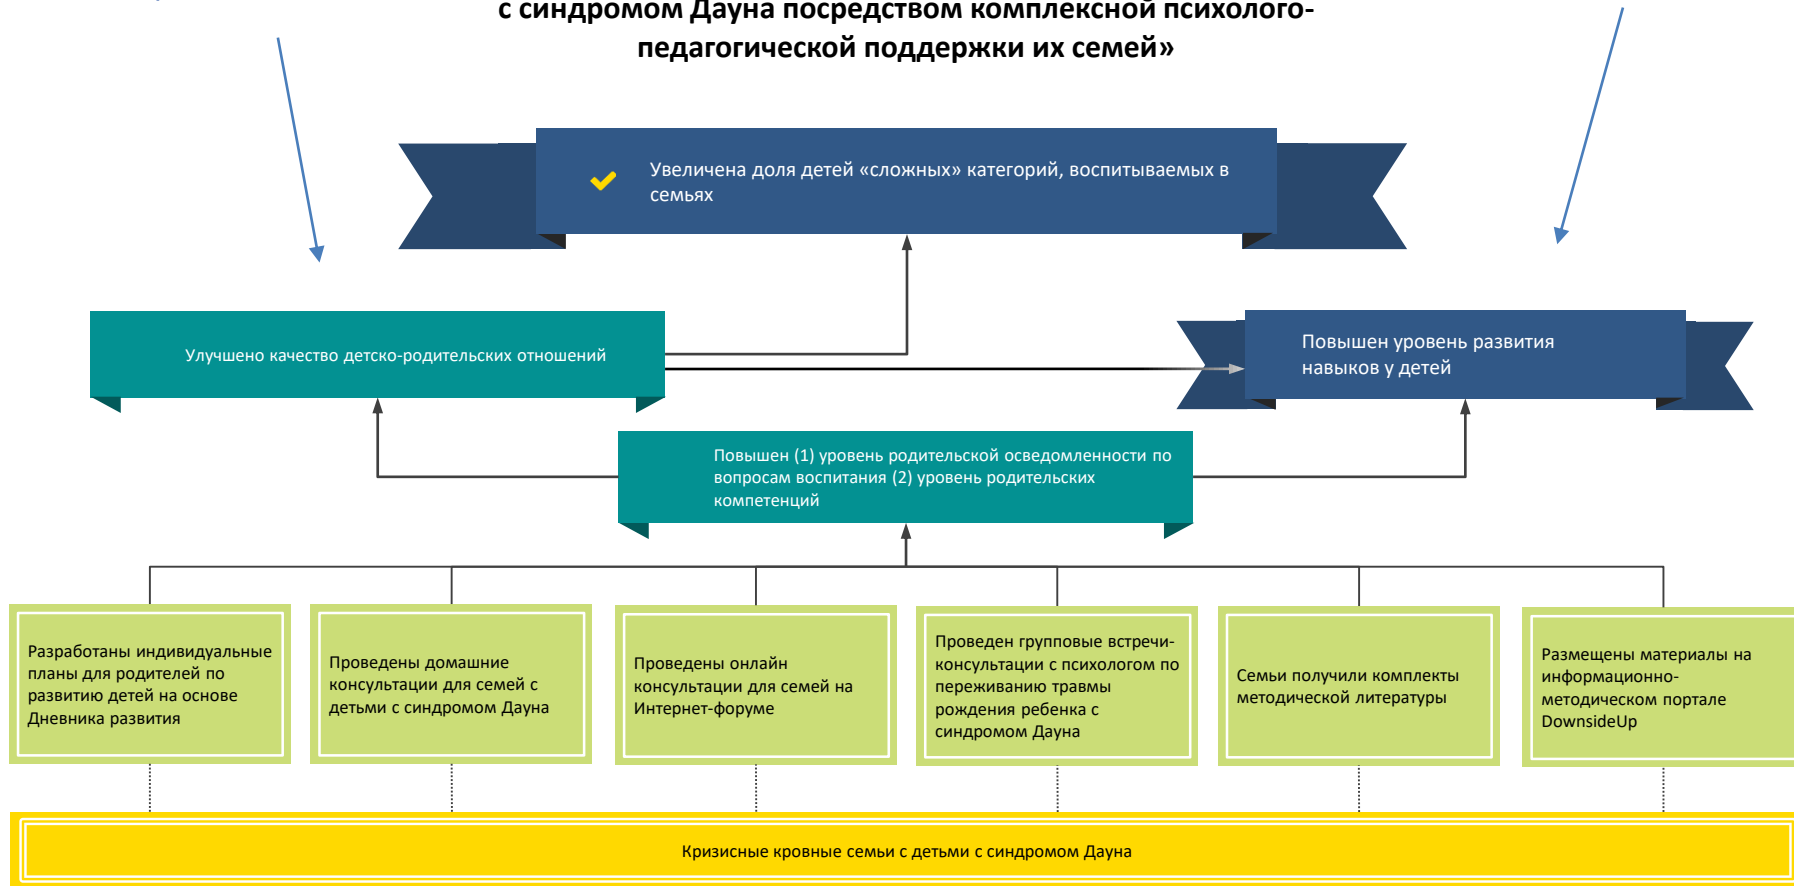 с синдромом Дауна посредством комплексной психолого-
педагогической поддержки их семей»
Увеличена доля детей «сложных» категорий, воспитываемых в
семьях
Улучшено качество детско-родительских отношений
Повышен уровень развития
навыков у детей
Повышен (1) уровень родительской осведомленности по
вопросам воспитания (2) уровень родительских
компетенций
Разработаны индивидуальные
планы для родителей по
развитию детей на основе
Дневника развития
Проведены домашние
консультации для семей с
детьми с синдромом Дауна
Проведены онлайн
консультации для семей на
Интернет-форуме
Проведен групповые встречи-
консультации с психологом по
переживанию травмы
рождения ребенка с
синдромом Дауна
Семьи получили комплекты
методической литературы
Размещены материалы на
информационно-
методическом портале
DownsideUp
Кризисные кровные семьи с детьми с синдромом Дауна